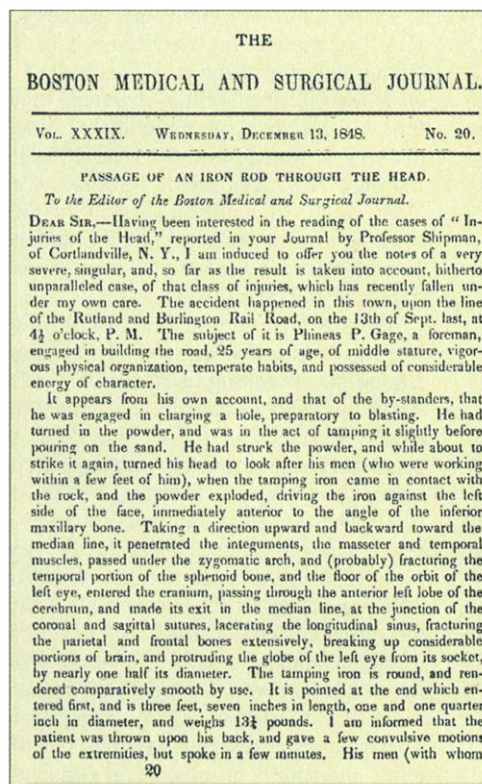 THE
BOSTON MEDICAL AND SURGICAL JOURNAL.
VOL. XXXIX. WEDNESDAY, DECEMBER 13, 1848. No. 20.
PASSAGE OF AN IRON ROD THROUGH THE HEAD.
To the Editor of the Boston Medical and Surgical Journal.
DEAR SIR,—Having been interested in the reading of the cases of “ In-
juries of the Head,” reported in your Journal by Professor Shipman,
of Cortlandville, N. Y., I am induced to offer you the notes of a very
severe, singular, and, so far as the result is taken into account, hitherto
unparalleled case, of that class of injuries, which has recently fallen un-
der my own care. The accident happened in this town, upon the line
of the Rutland and Burlington Rail Road, on the 13th of Sept. last, at
4½ o'clock, P. M. The subject of it is Phineas P. Gage, a foreman,
engaged in building the road, 25 years of age, of middle stature, vigor-
ous physical organization, temperate habits, and possessed of considerable
energy of character.
It appears from his own account, and that of the by-standers, that
he was engaged in charging a hole, preparatory to blasting. He had
turned in the powder, and was in the act of tamping it slightly before
pouring on the sand. He had struck the powder, and while about to
strike it again, turned his head to look after his men (who were working
within a few feet of him), when the tamping iron came in contact with
the rock, and the powder exploded, driving the iron against the left
side of the face, immediately anterior to the angle of the inferior
maxillary bone. Taking a direction upward and backward toward the
median line, it penetrated the integuments, the masseter and temporal
muscles, passed under the zygomatic arch, and (probably) fracturing the
temporal portion of the sphenoid bone, and the floor of the orbit of the
left eye, entered the cranium, passing through the anterior left lobe of the
cerebrum, and made its exit in the median line, at the junction of the
coronal and sagittal sutures, lacerating the longitudinal sinus, fracturing
the parietal and frontal bones extensively, breaking up considerable
portions of brain, and protruding the globe of the left eye from its socket,
by nearly one half its diameter. The tamping iron is round, and ren-
dered comparatively smooth by use. It is pointed at the end which en-
tered first, and is three feet, seven inches in length, one and one quarter
inch in diameter, and weighs 13¼ pounds. I am informed that the
patient was thrown upon his back, and gave a few convulsive motions
of the extremities, but spoke in a few minutes. His men (with whom
20